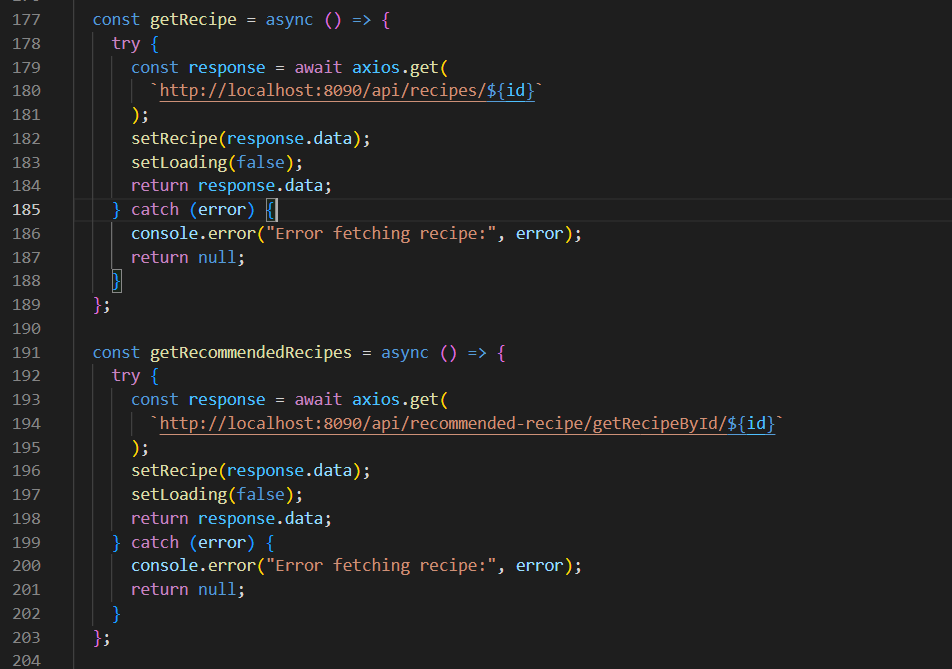 177 const getRecipe = async () => {
178 try {
179 const response = await axios.get(
180 `http://localhost:8090/api/recipes/${id}`
181 );
182 setRecipe(response.data);
183 setLoading(false);
184 return response.data;
185 } catch (error) {
186 console.error("Error fetching recipe:", error);
187 return null;
188 }
189 };
190
191 const getRecommendedRecipes = async () => {
192 try {
193 const response = await axios.get(
194 `http://localhost:8090/api/recommended-recipe/getRecipeById/${id}`
195 );
196 setRecipe(response.data);
197 setLoading(false);
198 return response.data;
199 } catch (error) {
200 console.error("Error fetching recipe:", error);
201 return null;
202 }
203 };
204